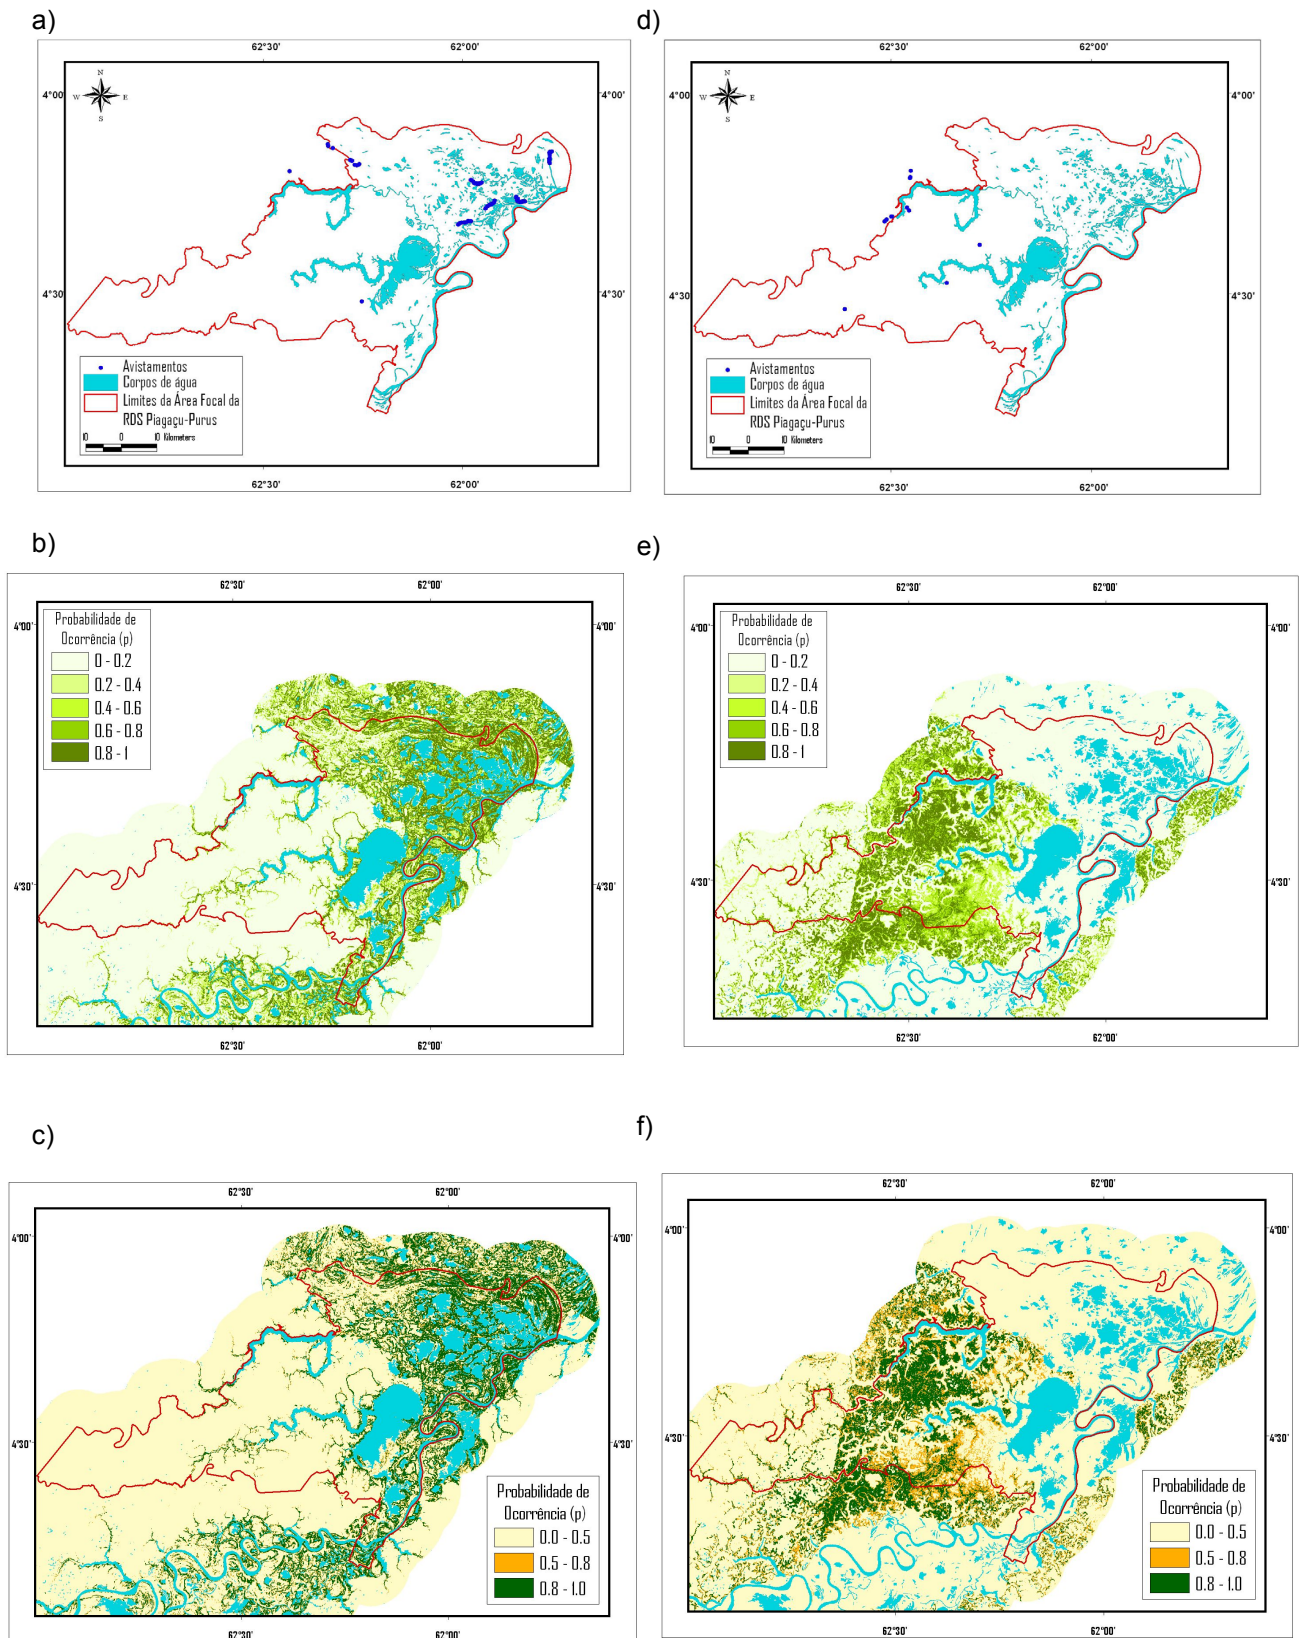 a)
62°30'
62°00'
4°00'
N
W
E
S
4°30'
4°00'
4°30'
Avistamentos
Corpos de água
Limites da Área Focal da
RDS Piagaçu-Purus
10 0 10 Kilometers
62°30'
62°00'
d)
62°30'
62°00'
4°00'
N
W
E
S
4°30'
4°00'
4°30'
Avistamentos
Corpos de água
Limites da Área Focal da
RDS Piagaçu-Purus
10 0 10 Kilometers
62°30'
62°00'
b)
62°30'
62°00'
4°00'
4°00'
Probabilidade de
Ocorrência (p)
0 - 0.2
0.2 - 0.4
0.4 - 0.6
0.6 - 0.8
0.8 - 1
4°30'
4°30'
62°30'
62°00'
e)
62°30'
62°00'
4°00'
4°00'
Probabilidade de
Ocorrência (p)
0 - 0.2
0.2 - 0.4
0.4 - 0.6
0.6 - 0.8
0.8 - 1
4°30'
4°30'
62°30'
62°00'
c)
62°30'
62°00'
4°00'
4°00'
4°30'
4°30'
Probabilidade de
Ocorrência (p)
0.0 - 0.5
0.5 - 0.8
0.8 - 1.0
62°30'
62°00'
f)
62°30'
62°00'
4°00'
4°00'
4°30'
4°30'
Probabilidade de
Ocorrência (p)
0.0 - 0.5
0.5 - 0.8
0.8 - 1.0
62°30'
62°00'